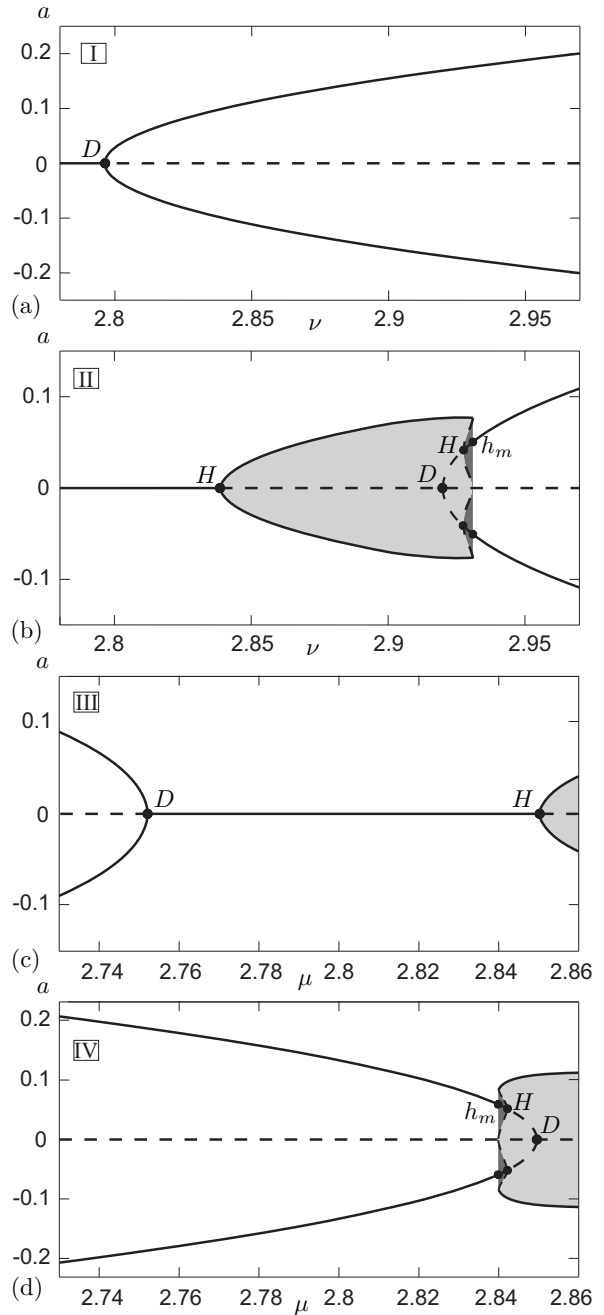 a
I
0.2
0.1
D
0
-0.1
-0.2
(a)
2.8 2.85 ν 2.9 2.95
a
II
0.1
H h_m
H D
0
-0.1
(b)
2.8 2.85 ν 2.9 2.95
a
III
0.1
D H
0
-0.1
(c)
2.74 2.76 2.78 μ 2.8 2.82 2.84 2.86
a
0.2
IV
0.1
h_m H
D
0
-0.1
-0.2
(d)
2.74 2.76 2.78 μ 2.8 2.82 2.84 2.86